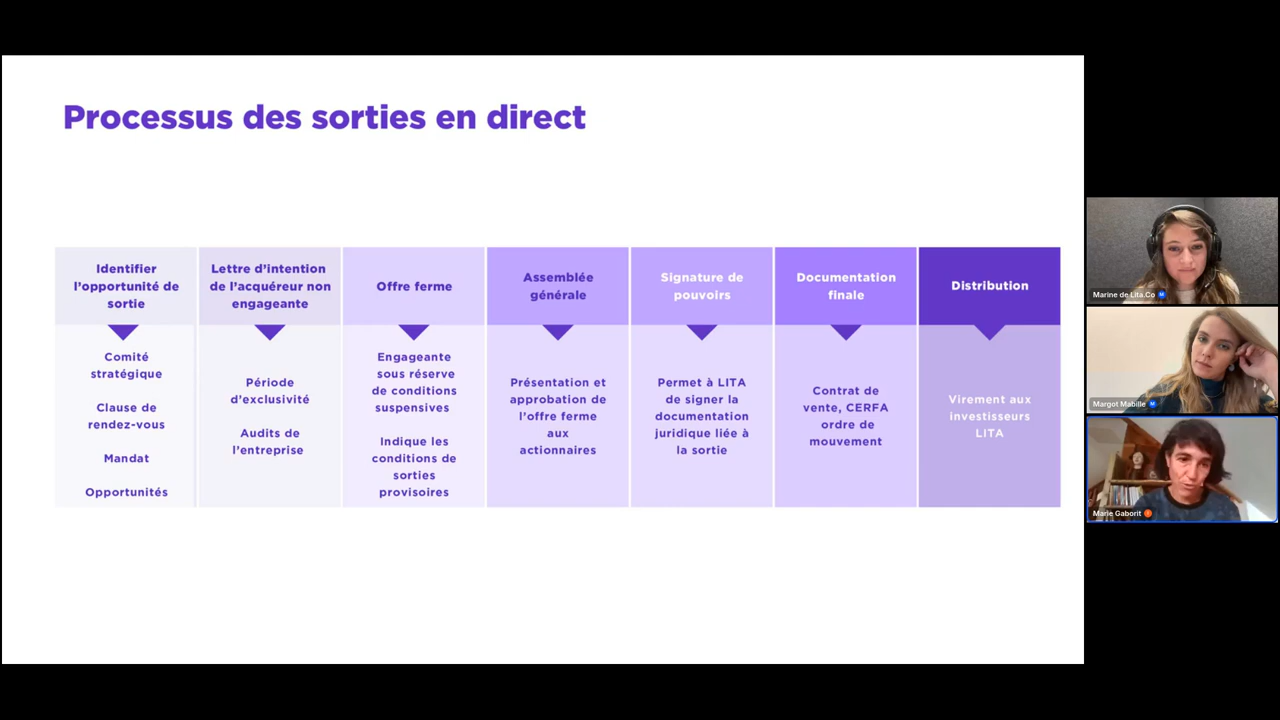 Processus des sorties en direct
Identifier
l'opportunité de
sortie
Comité
stratégique
Clause de
rendez-vous
Mandat
Opportunités
Lettre d'intention
de l'acquéreur non
engageante
Période
d'exclusivité
Audits de
l'entreprise
Offre ferme
Engageante
sous réserve
de conditions
suspensives
Indique les
conditions de
sorties
provisoires
Assemblée
générale
Présentation et
approbation de
l'offre ferme
aux
actionnaires
Signature de
pouvoirs
Permet à LITA
de signer la
documentation
juridique liée à
la sortie
Documentation
finale
Contrat de
vente, CERFA
ordre de
mouvement
Distribution
Virement aux
investisseurs
LITA
Marine de Lita.Co
Margot Mabille
Marie Gaborit